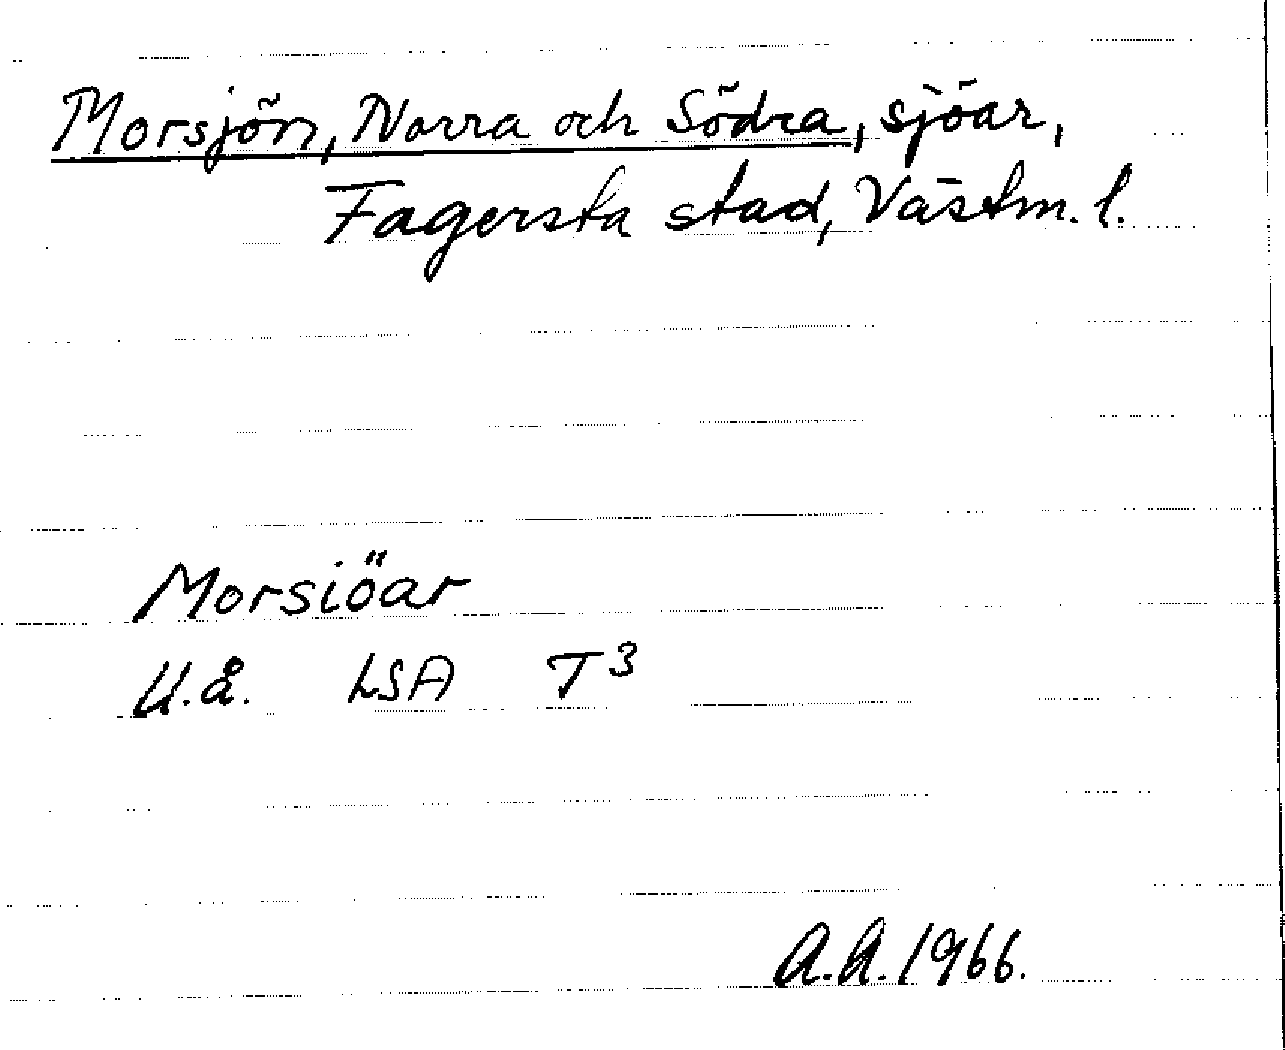 Morsjön, Norra och Södra, sjöar,
Fagersta stad, Västm. l.
Morsiöar
U.å. LSA T3
A.A. 1966.